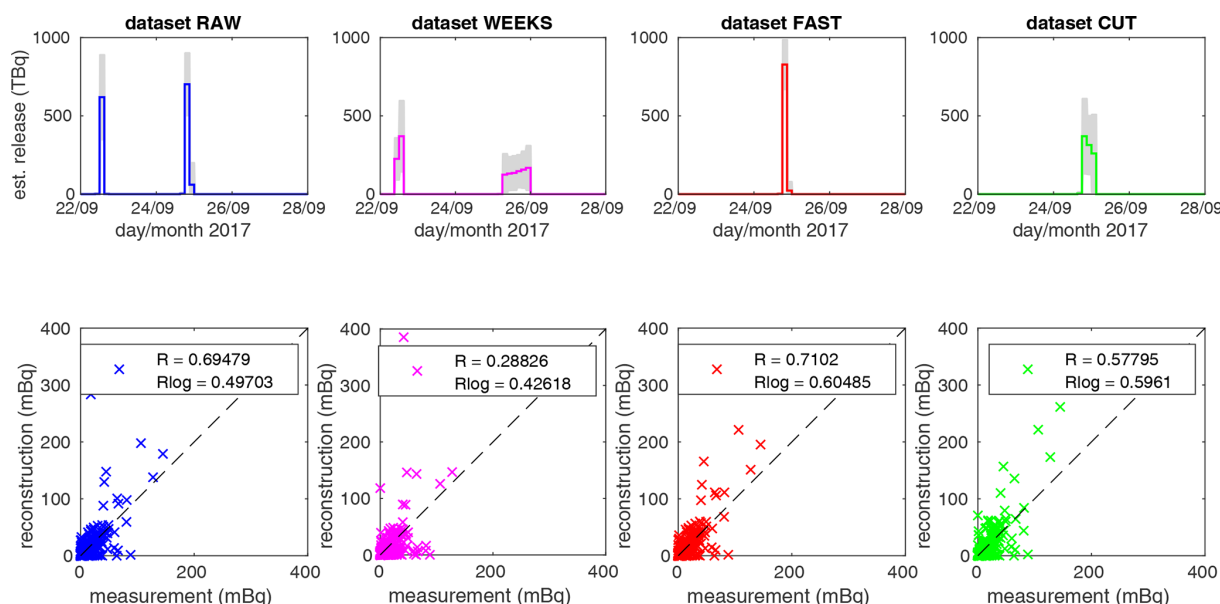 dataset RAW
dataset WEEKS
dataset FAST
dataset CUT
est. release (TBq)
1000
500
0
22/09 24/09 26/09 28/09
day/month 2017
1000
500
0
22/09 24/09 26/09 28/09
day/month 2017
1000
500
0
22/09 24/09 26/09 28/09
day/month 2017
1000
500
0
22/09 24/09 26/09 28/09
day/month 2017
reconstruction (mBq)
400
300
200
100
0
R = 0.69479
Rlog = 0.49703
0 200 400
measurement (mBq)
reconstruction (mBq)
400
300
200
100
0
R = 0.28826
Rlog = 0.42618
0 200 400
measurement (mBq)
reconstruction (mBq)
400
300
200
100
0
R = 0.7102
Rlog = 0.60485
0 200 400
measurement (mBq)
reconstruction (mBq)
400
300
200
100
0
R = 0.57795
Rlog = 0.5961
0 200 400
measurement (mBq)